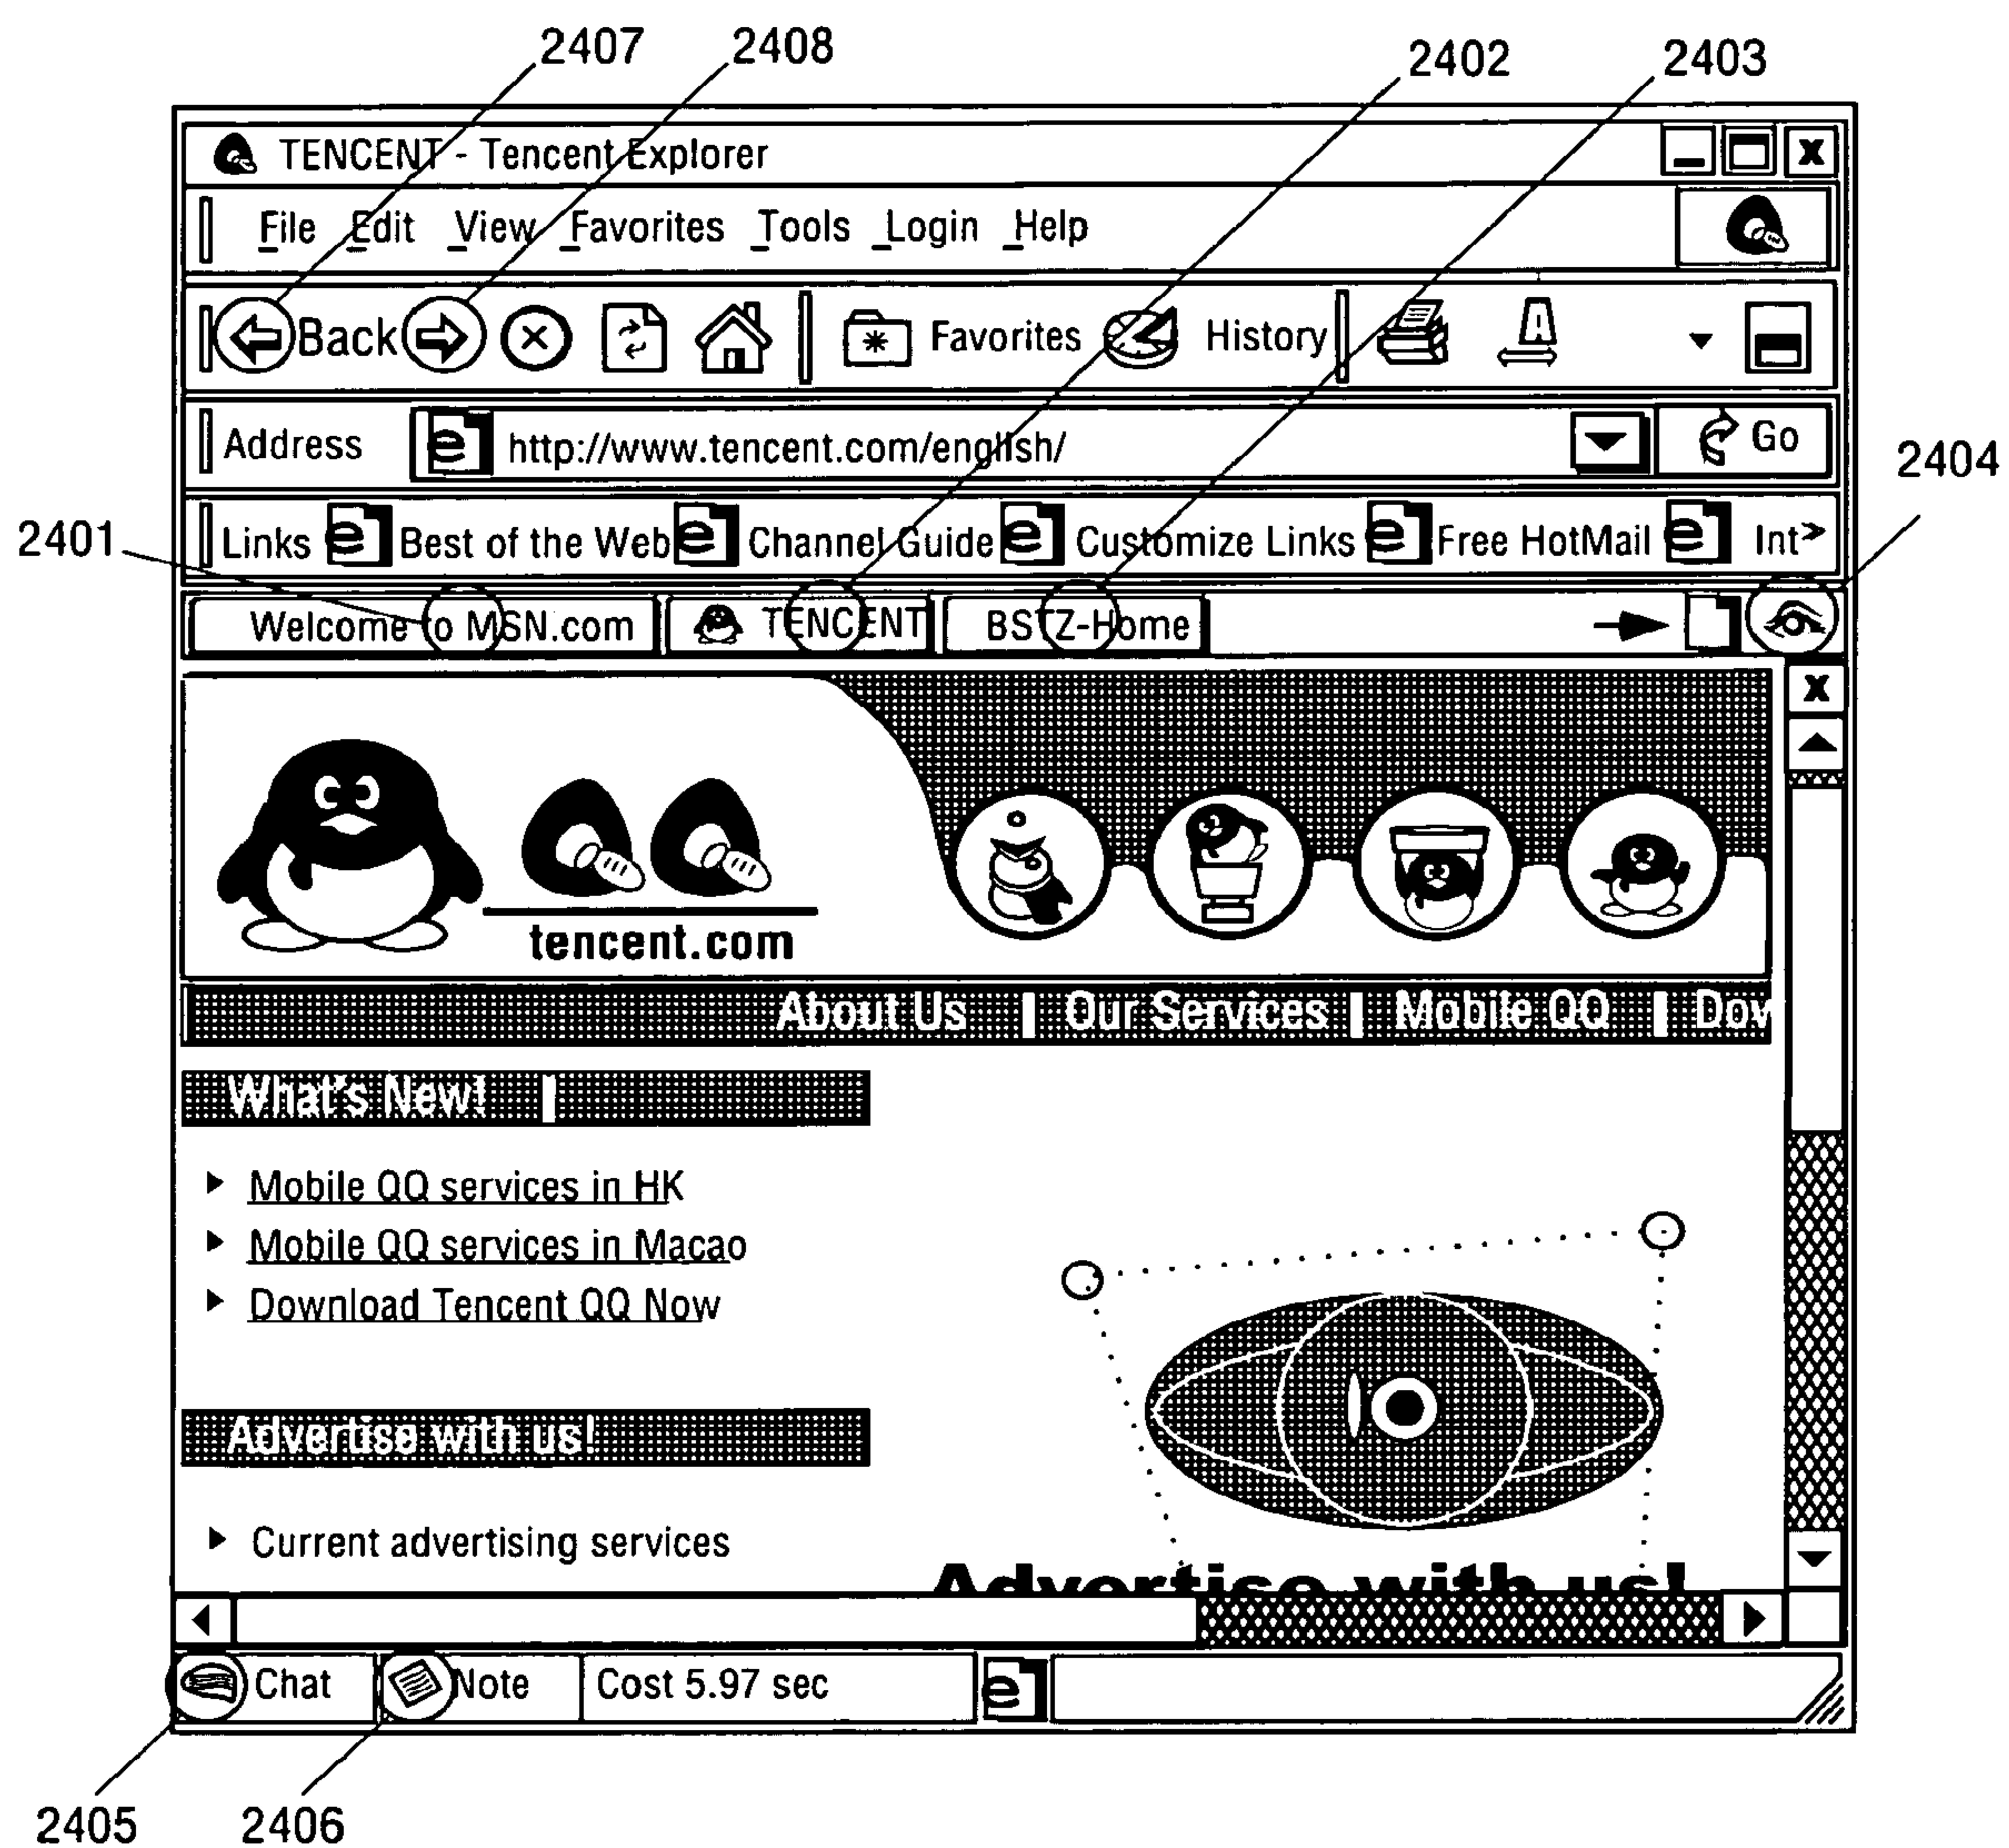 2407 2408 2402 2403
TENCENT - Tencent Explorer
File Edit View Favorites Tools Login Help
Back Favorites History
Address http://www.tencent.com/english/ Go
2404
2401
Links Best of the Web Channel Guide Customize Links Free HotMail Int
Welcome to MSN.com TENCENT BSTZ-Home
tencent.com
About Us Our Services Mobile QQ Dow
What's New!
Mobile QQ services in HK
Mobile QQ services in Macao
Download Tencent QQ Now
Advertise with us!
Current advertising services
Advertise with us!
Chat Note Cost 5.97 sec
2405 2406